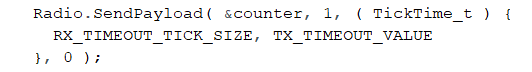 Radio.SendPayload( &counter, 1, ( TickTime_t ) {
RX_TIMEOUT_TICK_SIZE, TX_TIMEOUT_VALUE
}, 0 );